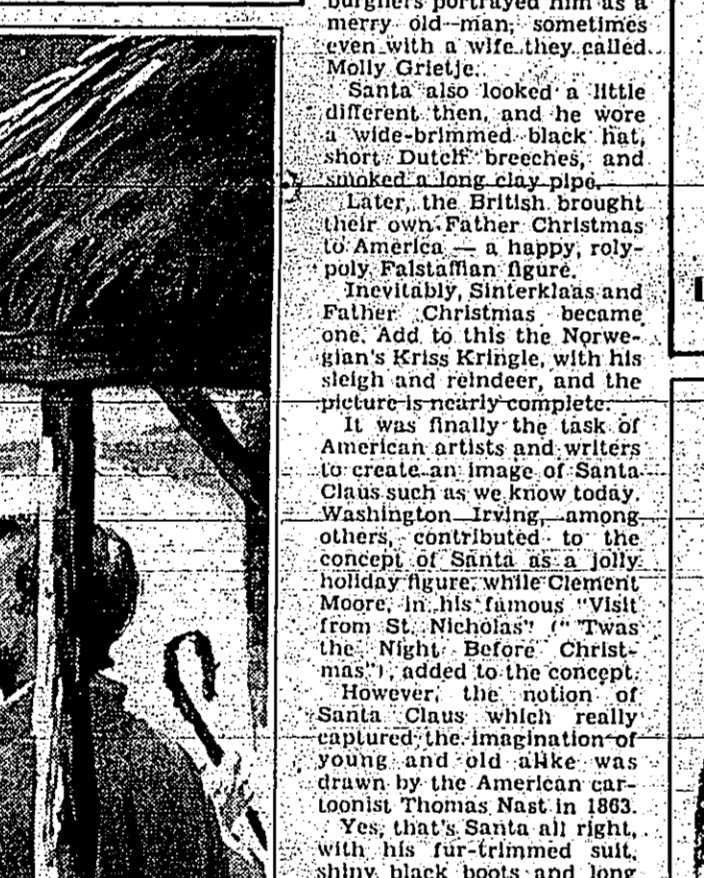 burghers portrayed him as a
merry old man, sometimes
even with a wife they called
Molly Grietje.
Santa also looked a little
different then, and he wore
a wide-brimmed black hat,
short Dutch breeches, and
smoked a long clay pipe.
Later, the British brought
their own Father Christmas
to America — a happy, roly-
poly, Falstaffian figure.
Inevitably, Sinterklaas and
Father Christmas became
one. Add to this the Norwe-
gian's Kriss Kringle, with his
sleigh and reindeer, and the
picture is nearly complete.
It was finally the task of
American artists and writers
to create an image of Santa
Claus such as we know today.
Washington Irving, among
others, contributed to the
concept of Santa as a jolly
holiday figure, while Clement
Moore, in his famous "Visit
from St. Nicholas" ("'Twas
the Night Before Christ-
mas"), added to the concept.
However, the notion of
Santa Claus which really
captured the imagination of
young and old alike was
drawn by the American car-
toonist Thomas Nast in 1863.
Yes, that's Santa all right,
with his fur-trimmed suit,
shiny black boots and long